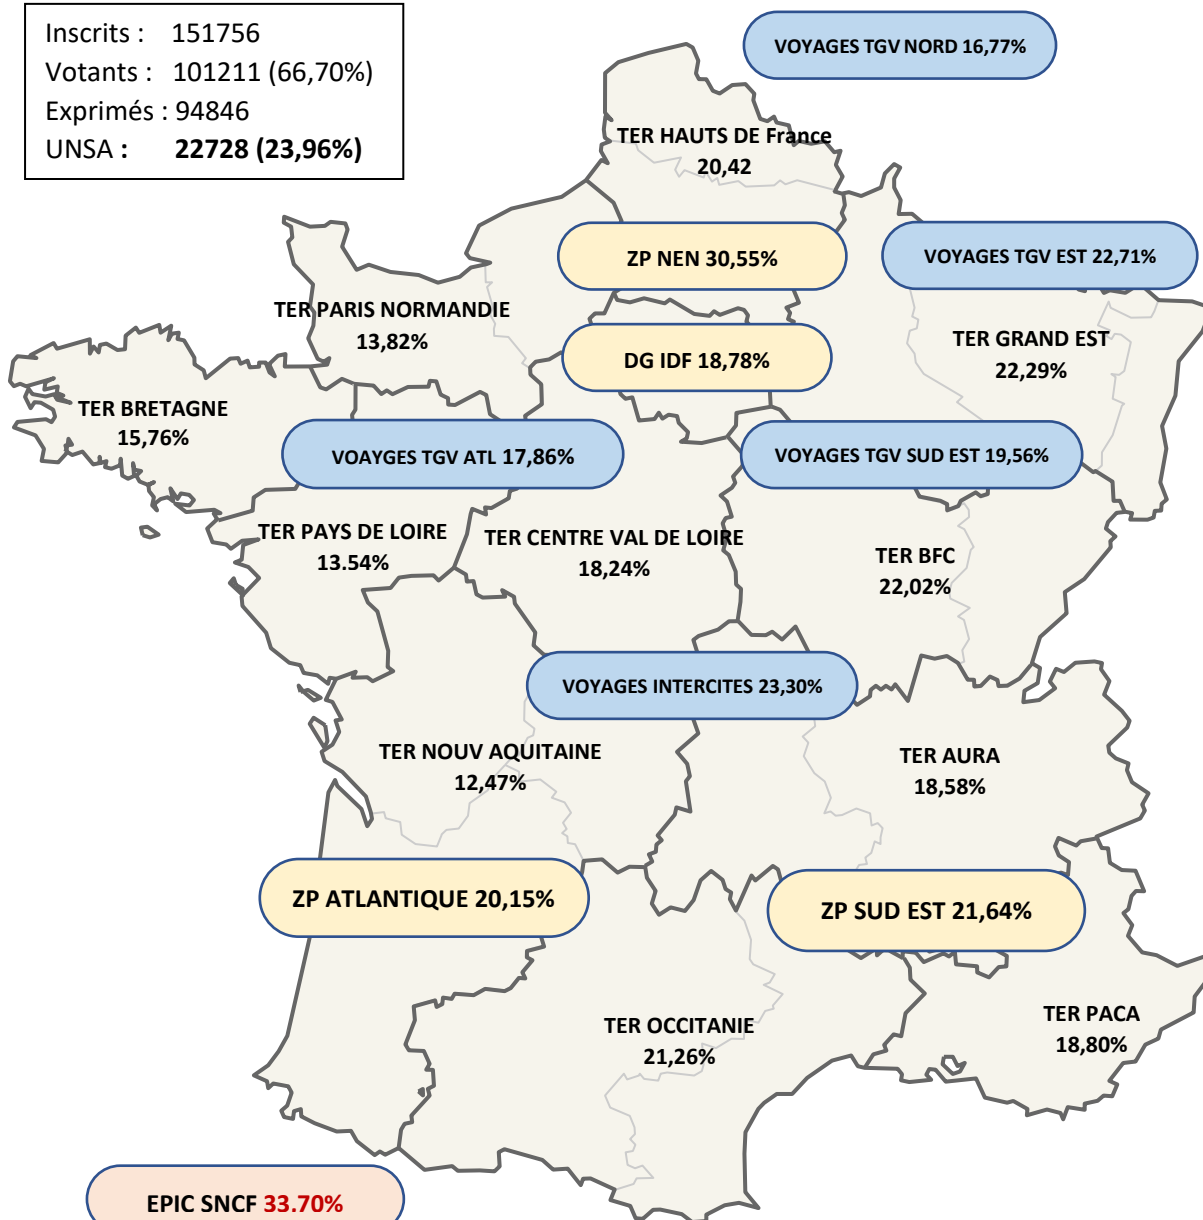 Inscrits : 151756
Votants : 101211 (66,70%)
Exprimés : 94846
UNSA : 22728 (23,96%)
VOYAGES TGV NORD 16,77%
TER HAUTS DE France
20,42
ZP NEN 30,55%
VOYAGES TGV EST 22,71%
TER PARIS NORMANDIE
13,82%
DG IDF 18,78%
TER GRAND EST
22,29%
TER BRETAGNE
15,76%
VOAYGES TGV ATL 17,86%
VOYAGES TGV SUD EST 19,56%
TER PAYS DE LOIRE
13.54%
TER CENTRE VAL DE LOIRE
18,24%
TER BFC
22,02%
VOYAGES INTERCITES 23,30%
TER NOUV AQUITAINE
12,47%
TER AURA
18,58%
ZP ATLANTIQUE 20,15%
ZP SUD EST 21,64%
TER OCCITANIE
21,26%
TER PACA
18,80%
EPIC SNCF 33.70%